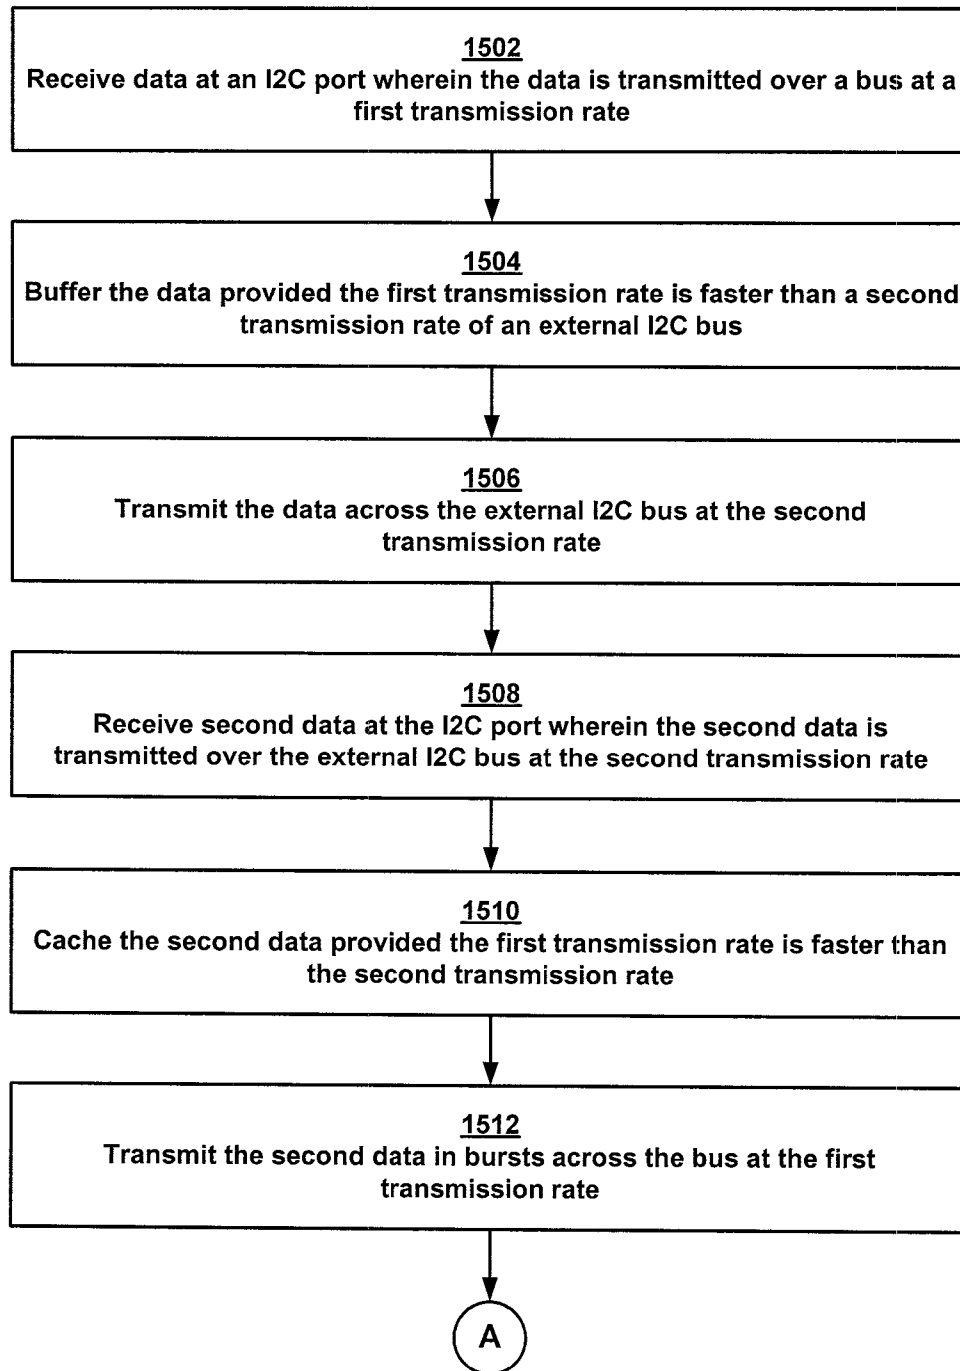 1502
Receive data at an I2C port wherein the data is transmitted over a bus at a
first transmission rate
1504
Buffer the data provided the first transmission rate is faster than a second
transmission rate of an external I2C bus
1506
Transmit the data across the external I2C bus at the second
transmission rate
1508
Receive second data at the I2C port wherein the second data is
transmitted over the external I2C bus at the second transmission rate
1510
Cache the second data provided the first transmission rate is faster than
the second transmission rate
1512
Transmit the second data in bursts across the bus at the first
transmission rate
A